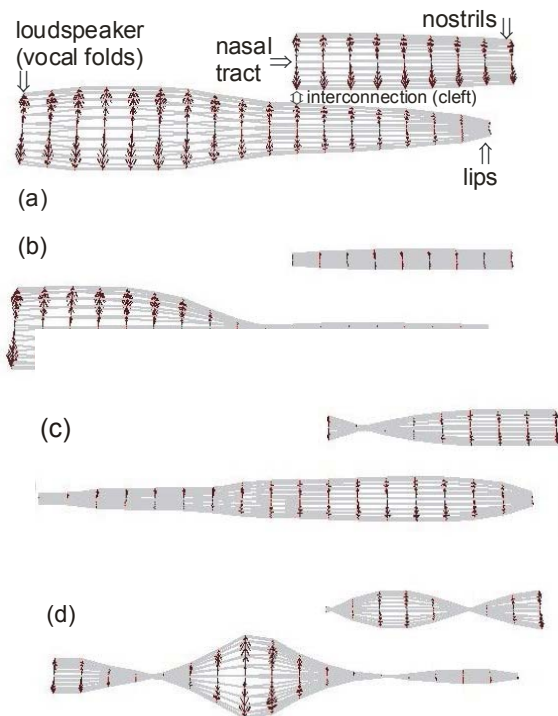 loudspeaker
(vocal folds)
nostrils
nasal
tract
interconnection (cleft)
lips
(a)
(b)
(c)
(d)